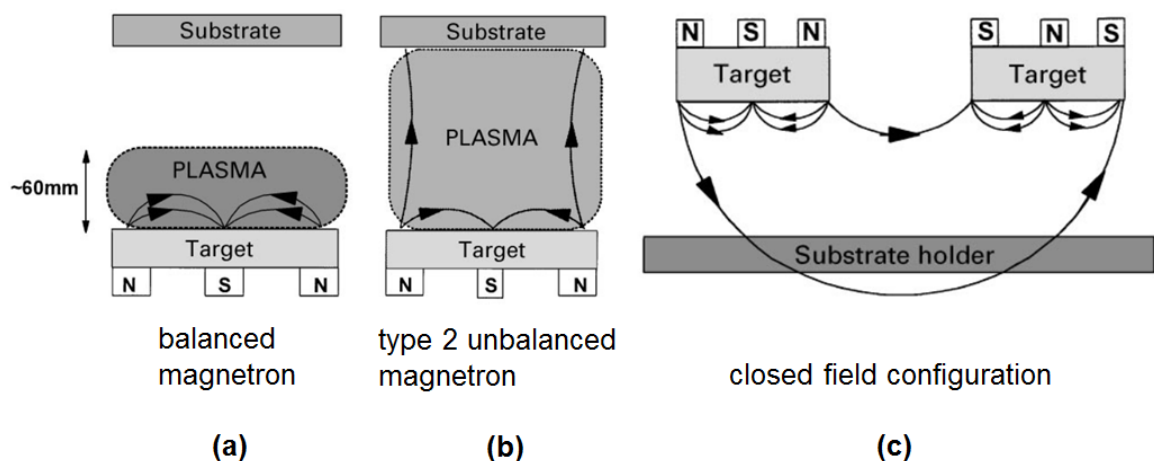 Substrate
~60mm
PLASMA
Target
N S N
balanced
magnetron
(a)
Substrate
PLASMA
Target
N S N
type 2 unbalanced
magnetron
(b)
N S N
S N S
Target
Target
Substrate holder
closed field configuration
(c)